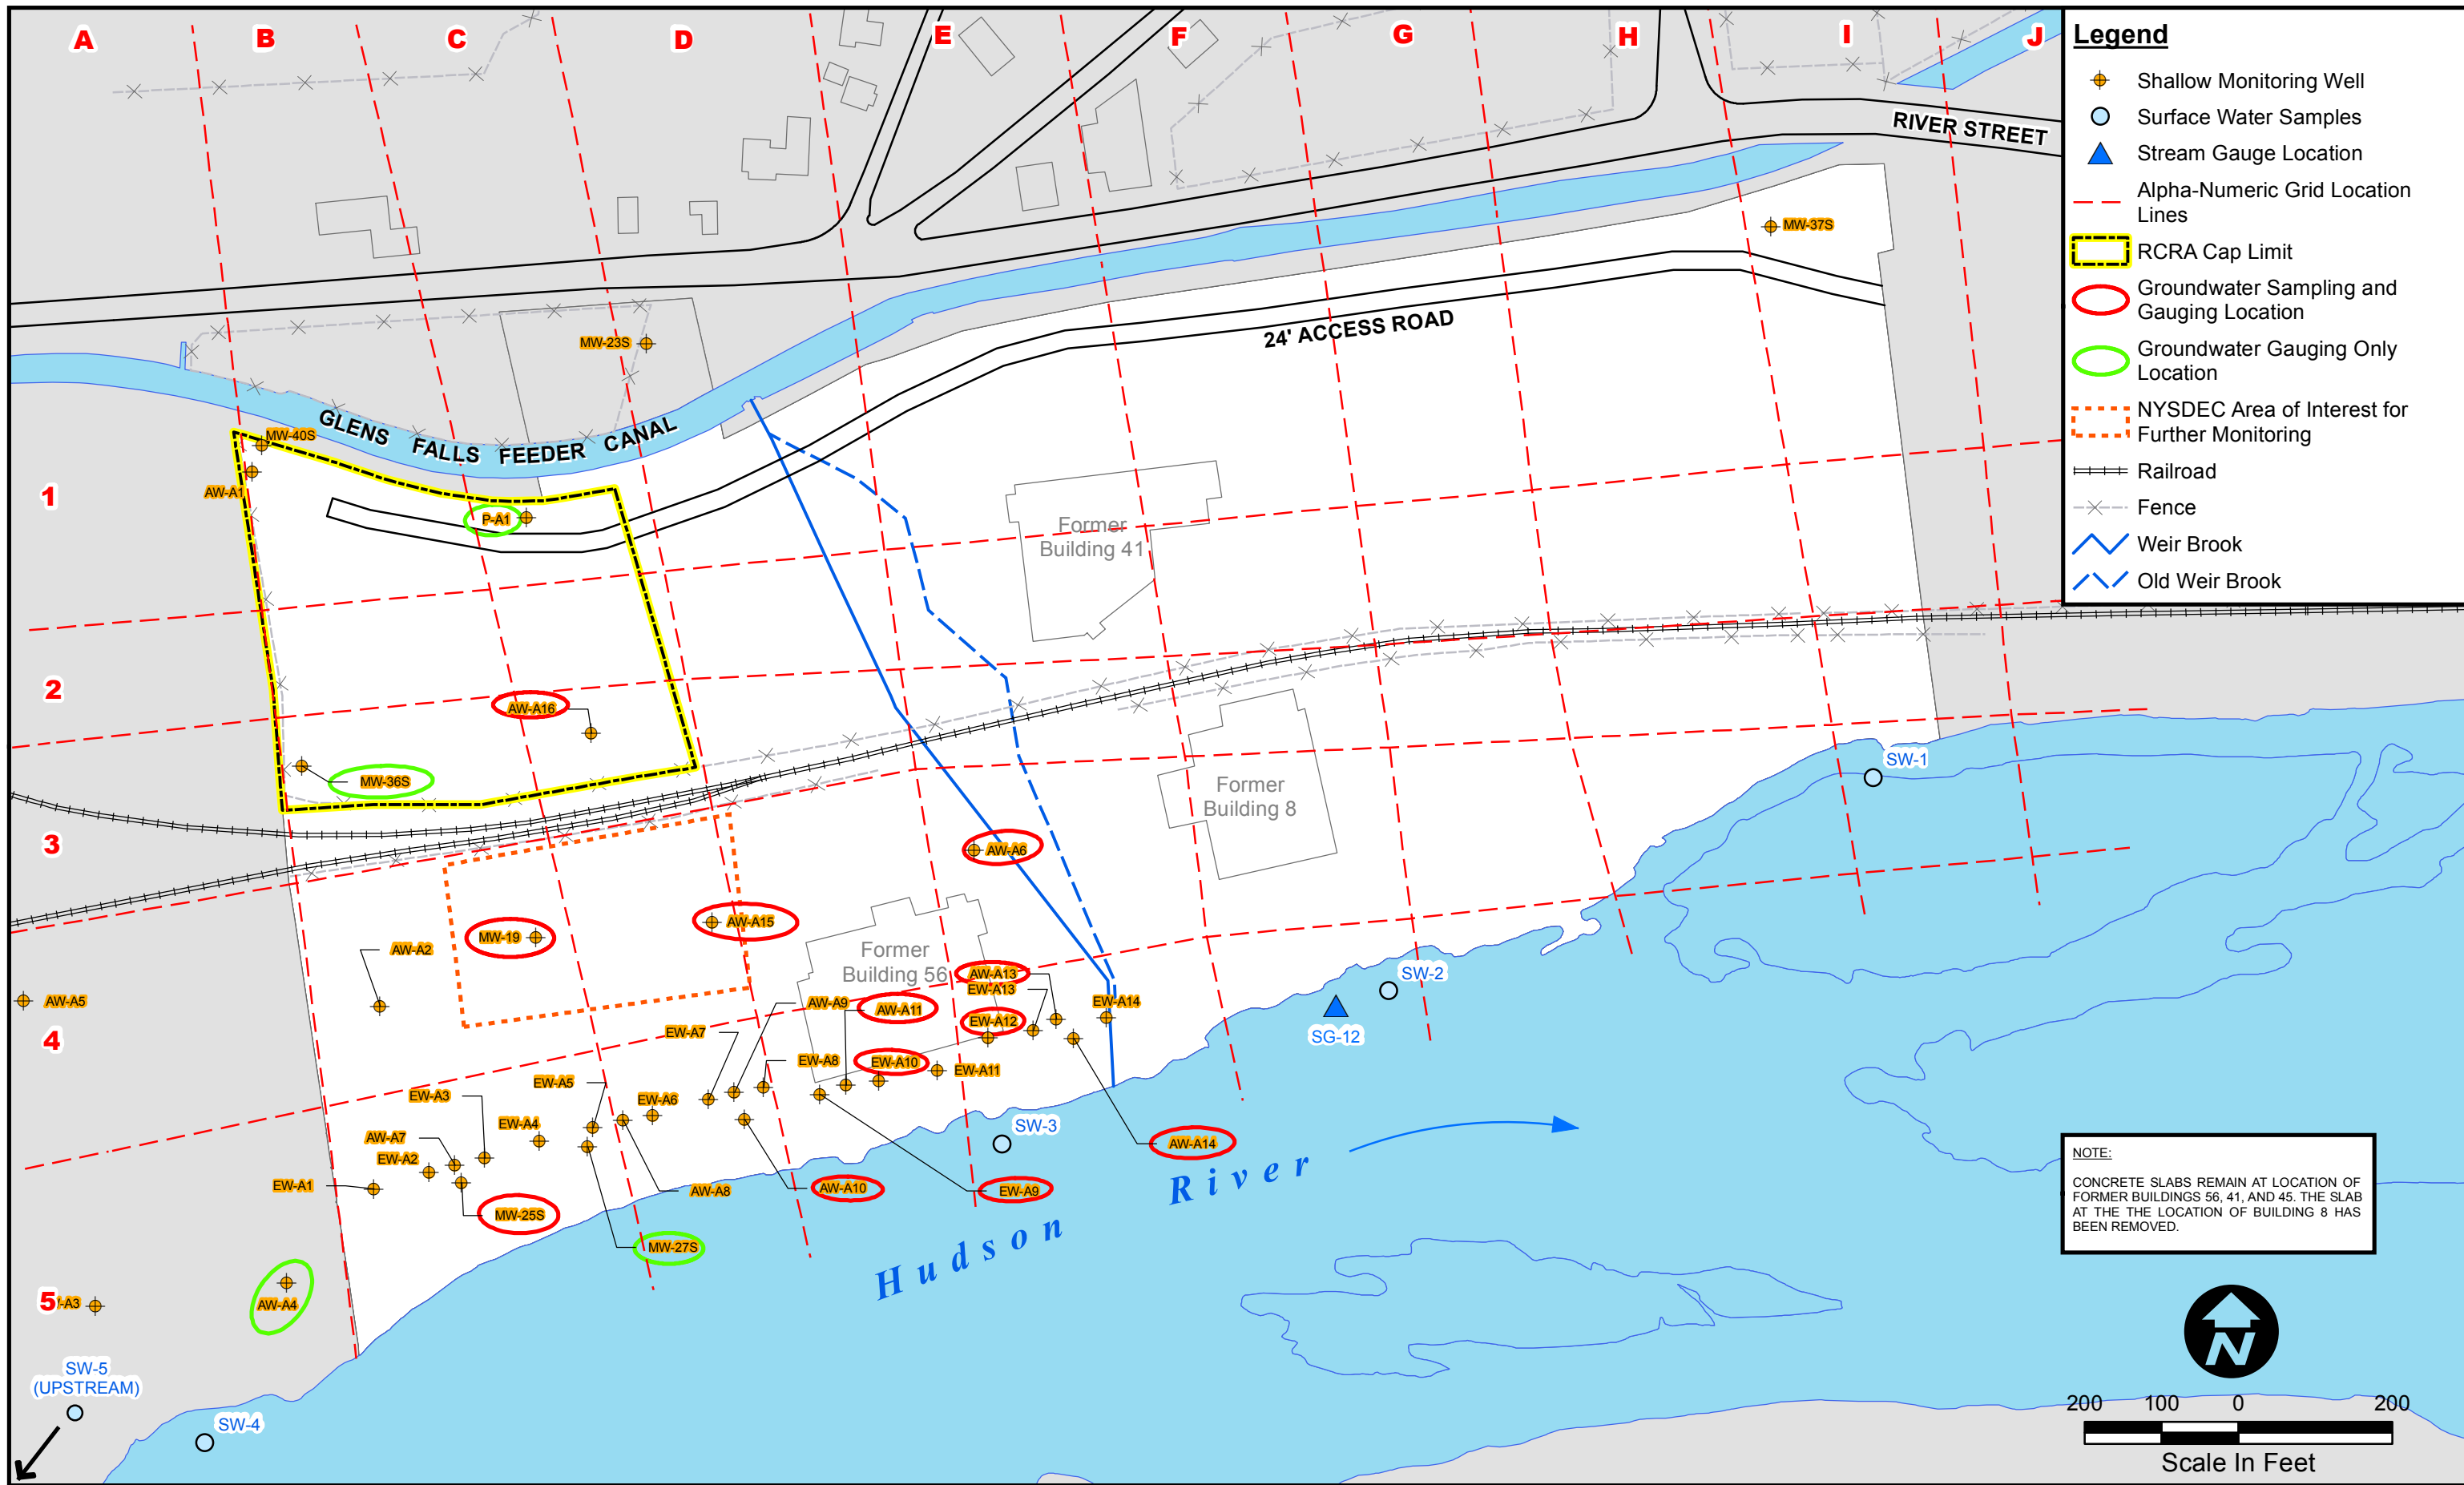 A
B
C
D
E
F
G
H
I
J
Legend
Shallow Monitoring Well
Surface Water Samples
Stream Gauge Location
Alpha-Numeric Grid Location
Lines
RCRA Cap Limit
Groundwater Sampling and
Gauging Location
Groundwater Gauging Only
Location
NYSDEC Area of Interest for
Further Monitoring
Railroad
Fence
Weir Brook
Old Weir Brook
RIVER STREET
MW-37S
24' ACCESS ROAD
MW-23S
GLENS FALLS FEEDER CANAL
MW-40S
AW-A1
1
P-A1
Former
Building 41
2
AW-A16
MW-36S
SW-1
Former
Building 8
3
AW-A6
AW-A15
MW-19
AW-A2
Former
Building 56
AW-A13
EW-A13
SW-2
AW-A5
AW-A9
AW-A11
EW-A14
EW-A12
EW-A7
SG-12
4
EW-A8
EW-A10
EW-A11
EW-A5
EW-A3
EW-A6
EW-A4
SW-3
AW-A7
AW-A14
EW-A2
EW-A1
AW-A8
AW-A10
EW-A9
MW-25S
Hudson River
MW-27S
5
-A3
AW-A4
SW-5
(UPSTREAM)
SW-4
NOTE:
CONCRETE SLABS REMAIN AT LOCATION OF
FORMER BUILDINGS 56, 41, AND 45. THE SLAB
AT THE THE LOCATION OF BUILDING 8 HAS
BEEN REMOVED.
N
200 100 0 200
Scale In Feet